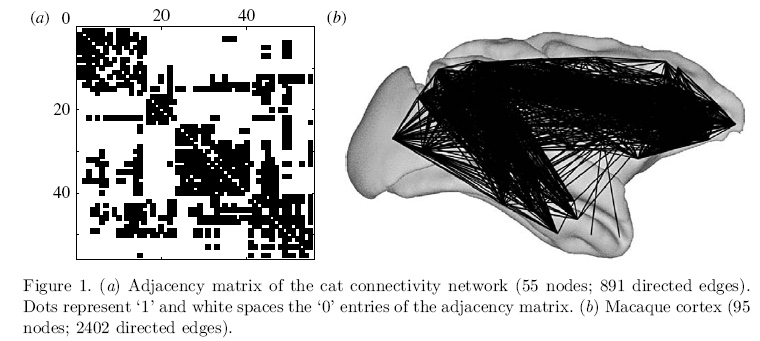 (a) 0 20 40 (b)
20
40
Figure 1. (a) Adjacency matrix of the cat connectivity network (55 nodes; 891 directed edges).
Dots represent ‘1’ and white spaces the ‘0’ entries of the adjacency matrix. (b) Macaque cortex (95
nodes; 2402 directed edges).